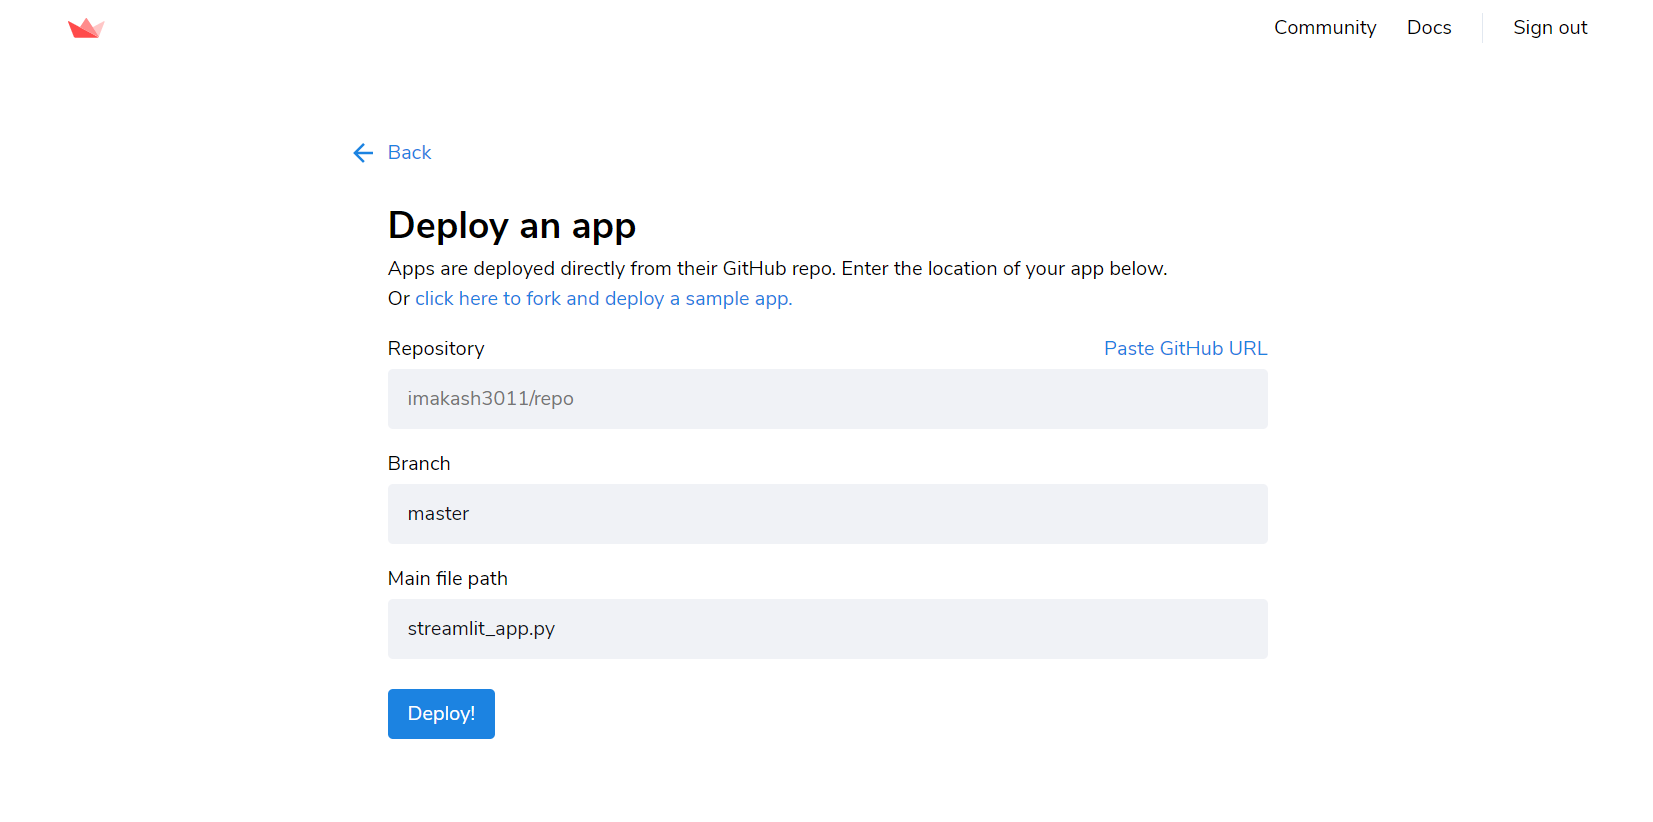 Community Docs Sign out
Back
Deploy an app
Apps are deployed directly from their GitHub repo. Enter the location of your app below.
Or click here to fork and deploy a sample app.
Repository Paste GitHub URL
imakash3011/repo
Branch
master
Main file path
streamlit_app.py
Deploy!